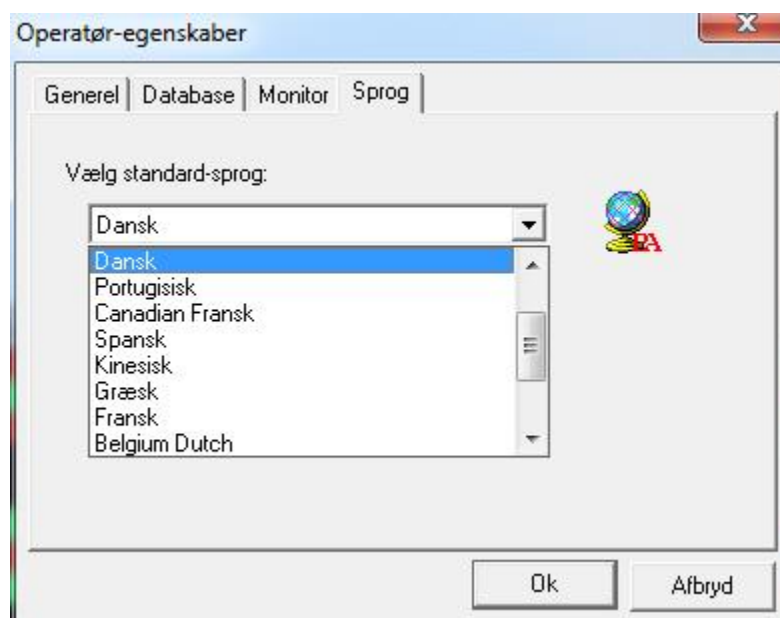 Operatør-egenskaber
Generel Database Monitor Sprog
Vælg standard-sprog:
Dansk
Dansk
Portugisisk
Canadian Fransk
Spansk
Kinesisk
Græsk
Fransk
Belgium Dutch
Ok Afbryd